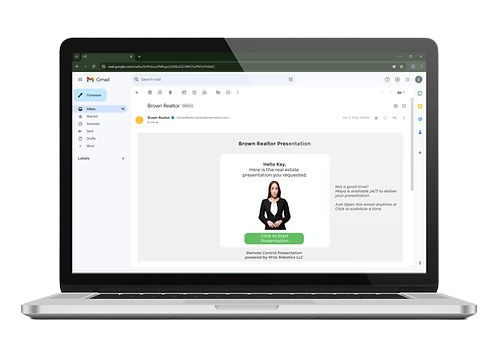 Gmail
Search mail
Compose
Inbox
Starred
Snoozed
Sent
Drafts
More
Labels
Brown Realtor
Brown Realtor
Brown Realtor Presentation
Hello Kay,
Here is the real estate
presentation you requested.
Click to Start
Presentation
Remote Control Presentation
powered by Mital Robotics LLC
Not a good time?
Maya is available 24/7 to deliver
your presentation
Just Open this email anytime or
Click to schedule a time